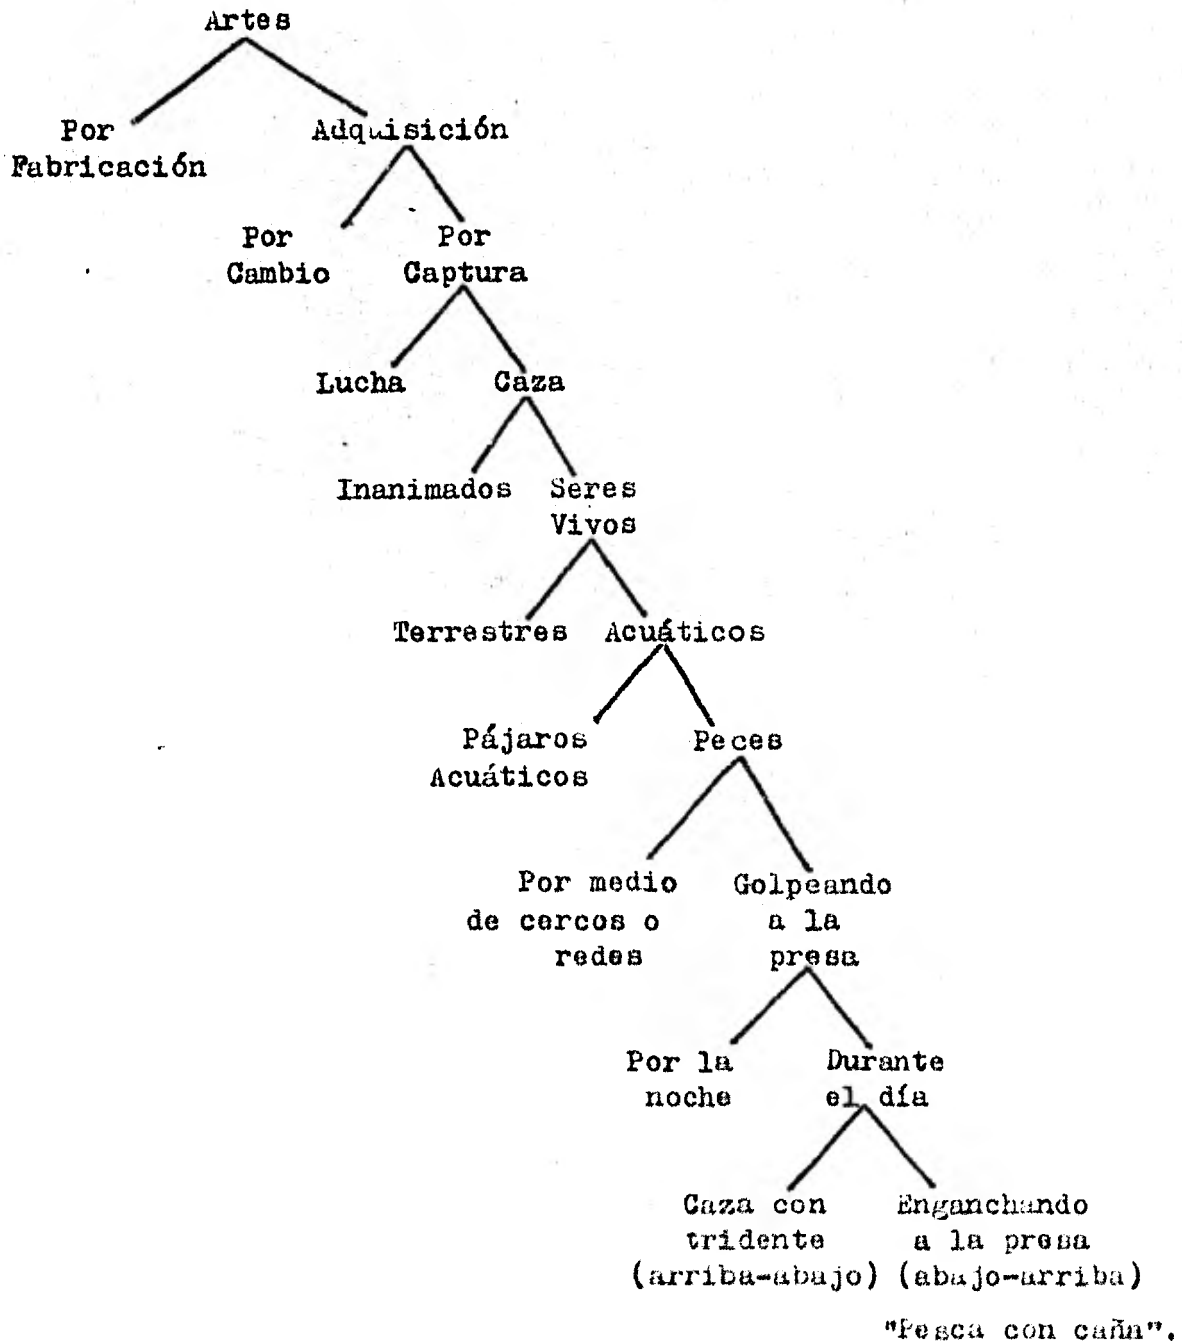 Artes
Por Adquisición
Fabricación
Por Por
Cambio Captura
Lucha Caza
Inanimados Seres
Vivos
Terrestres Acuáticos
Pájaros Peces
Acuáticos
Por medio Golpeando
de cercos o a la
redes presa
Por la Durante
noche el día
Caza con Enganchando
tridente a la presa
(arriba-abajo) (abajo-arriba)
"Pesca con caña".